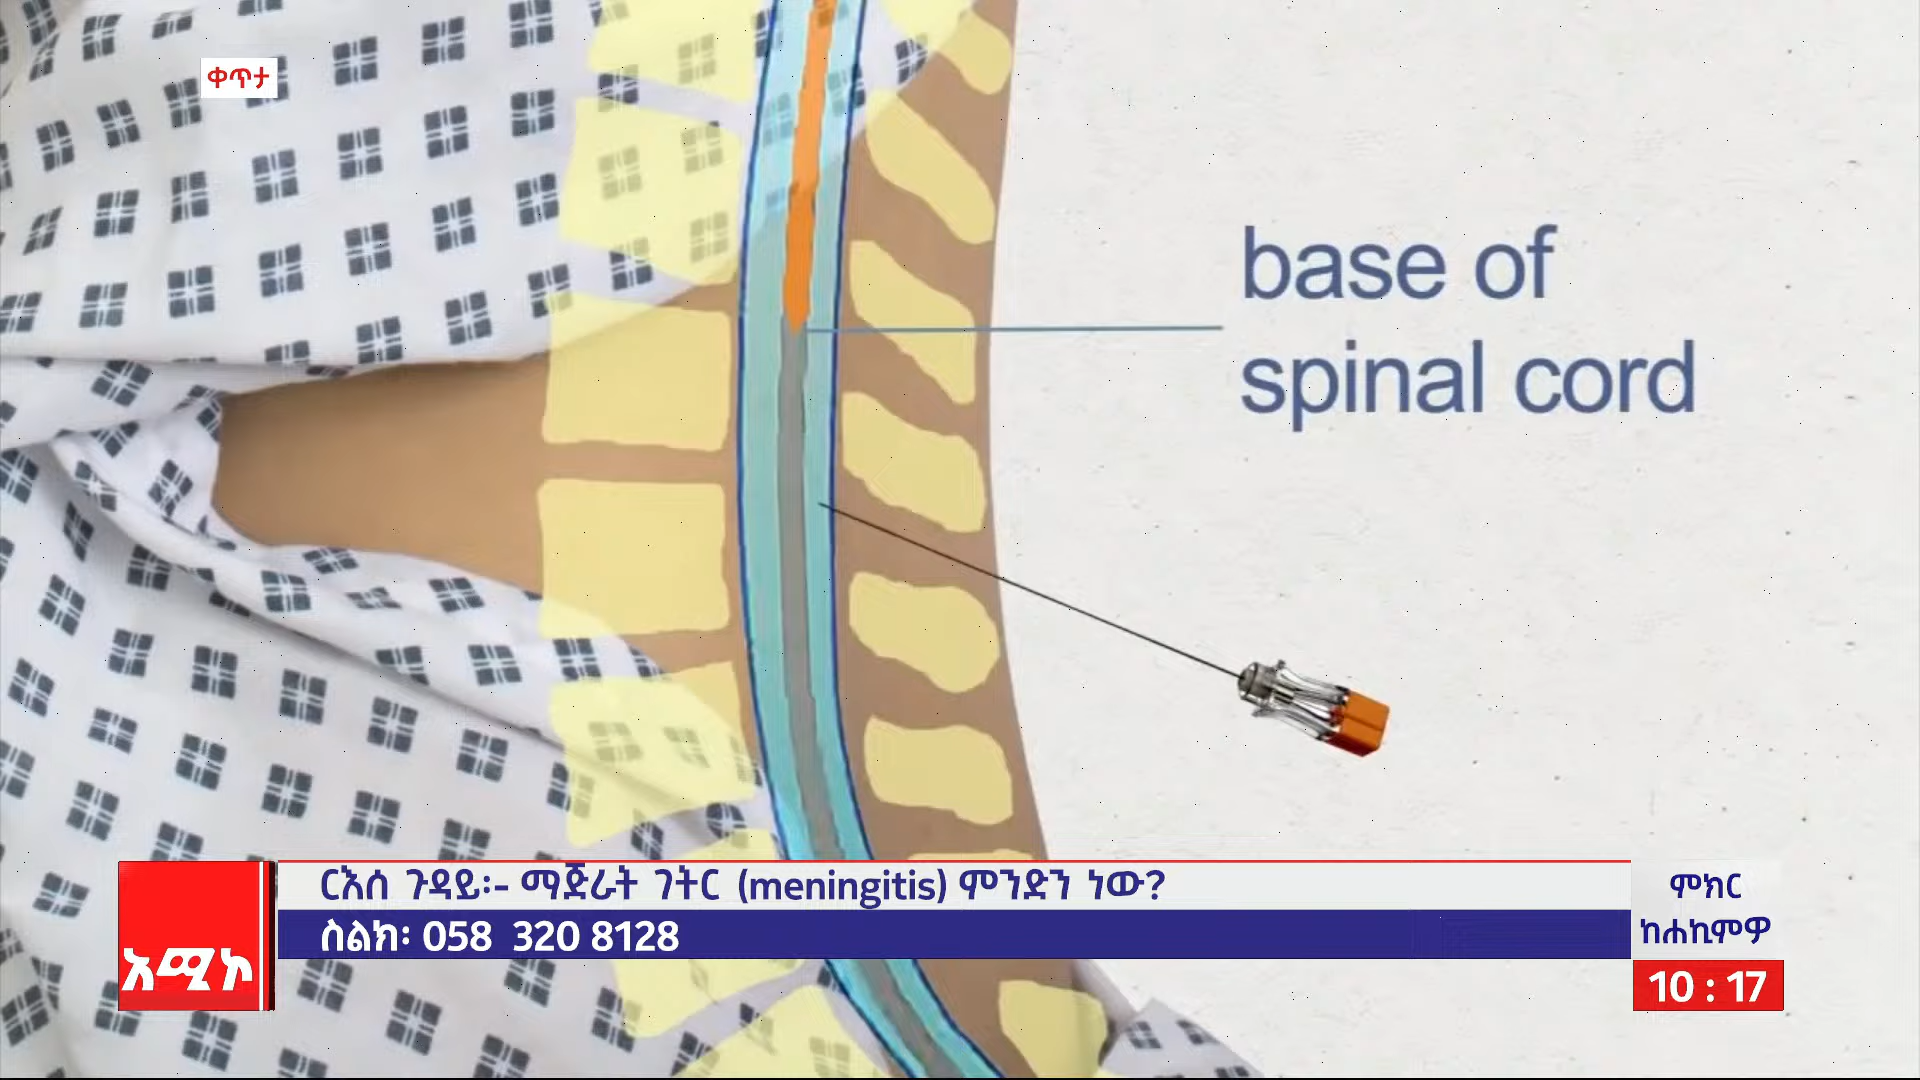 ቀጥታ
base of
spinal cord
ርእሰ ጉዳይ፡- ማጅራት ገትር (meningitis) ምንድን ነው?
ስልክ፡ 058 320 8128
አሚኮ
ምክር
ከሐኪምዎ
10 : 17